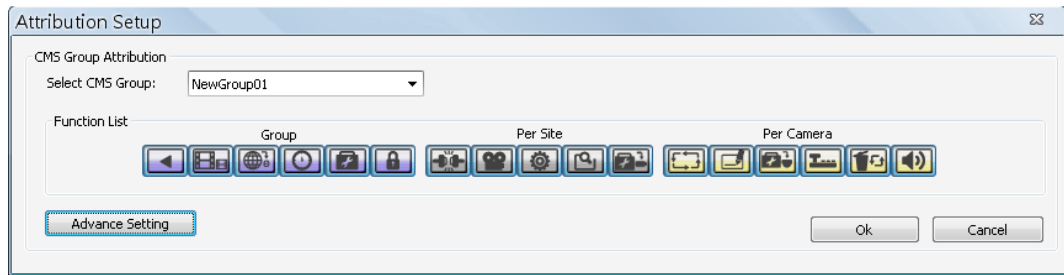 Attribution Setup
CMS Group Attribution
Select CMS Group: NewGroup01
Function List
Group Per Site Per Camera
Advance Setting Ok Cancel